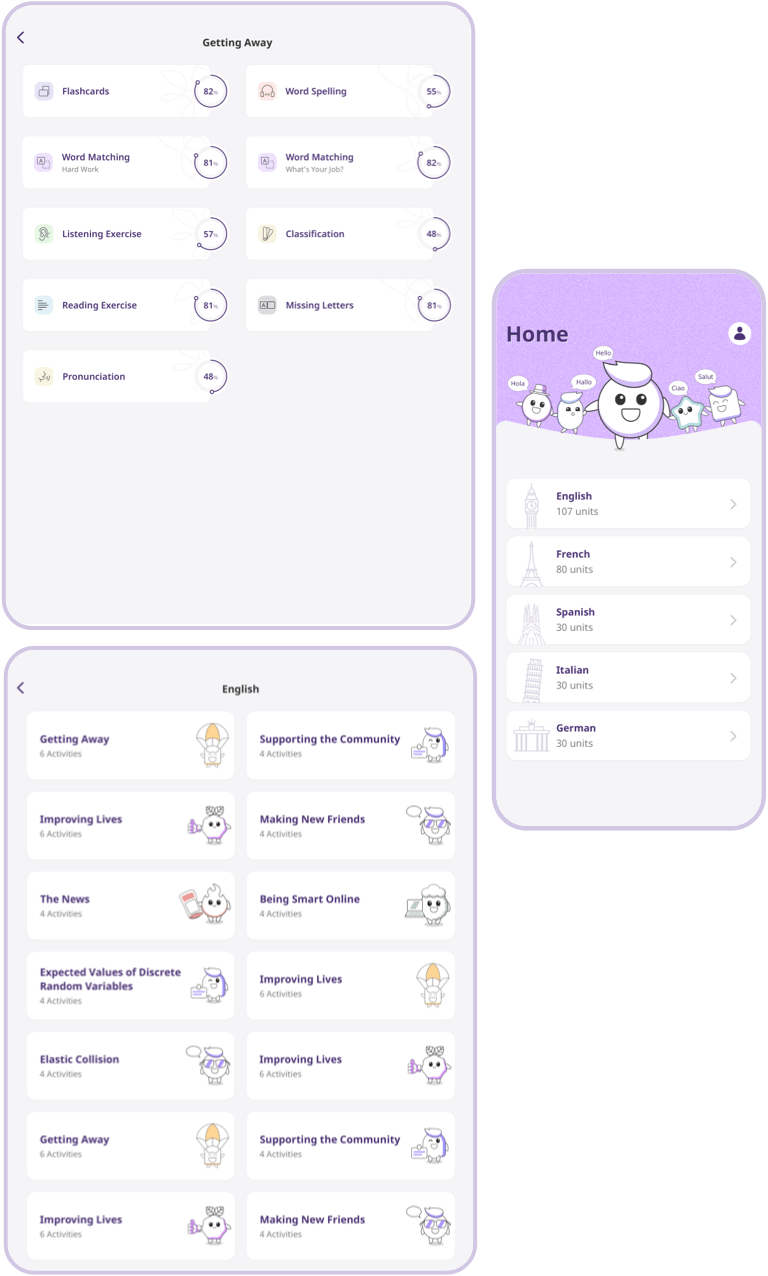 Getting Away
Flashcards
82%
Word Spelling
55%
Word Matching
Hard Work
81%
Word Matching
What's Your Job?
82%
Listening Exercise
57%
Classification
48%
Reading Exercise
81%
Missing Letters
81%
Pronunciation
48%
Home
Hello
Hola
Hallo
Ciao
Salut
English
107 units
French
80 units
Spanish
30 units
Italian
30 units
German
30 units
English
Getting Away
6 Activities
Supporting the Community
4 Activities
Improving Lives
6 Activities
Making New Friends
4 Activities
The News
4 Activities
Being Smart Online
4 Activities
Expected Values of Discrete
Random Variables
4 Activities
Improving Lives
6 Activities
Elastic Collision
4 Activities
Improving Lives
6 Activities
Getting Away
6 Activities
Supporting the Community
4 Activities
Improving Lives
6 Activities
Making New Friends
4 Activities